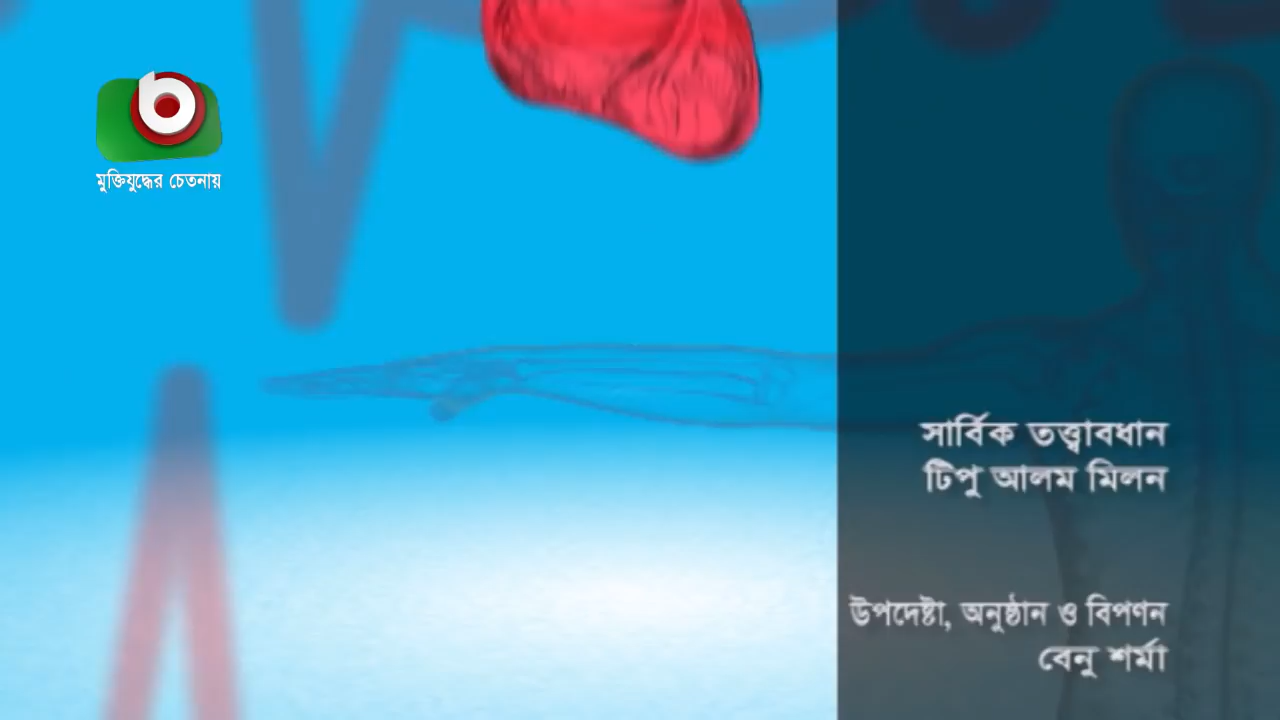 মুক্তিযুদ্ধের চেতনায়
সার্বিক তত্ত্বাবধান
টিপু আলম মিলন
উপদেষ্টা, অনুষ্ঠান ও বিপণন
বেনু শর্মা